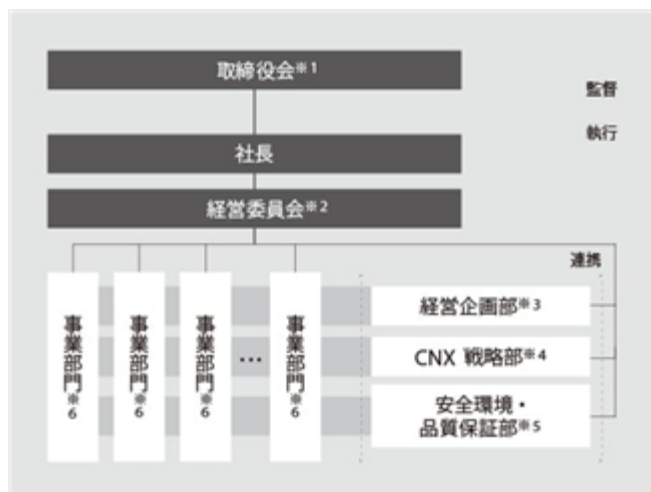 取締役会※1
監督
執行
社長
経営委員会※2
連携
事業部門※6
事業部門※6
事業部門※6
…
事業部門※6
経営企画部※3
CNX 戦略部※4
安全環境・
品質保証部※5